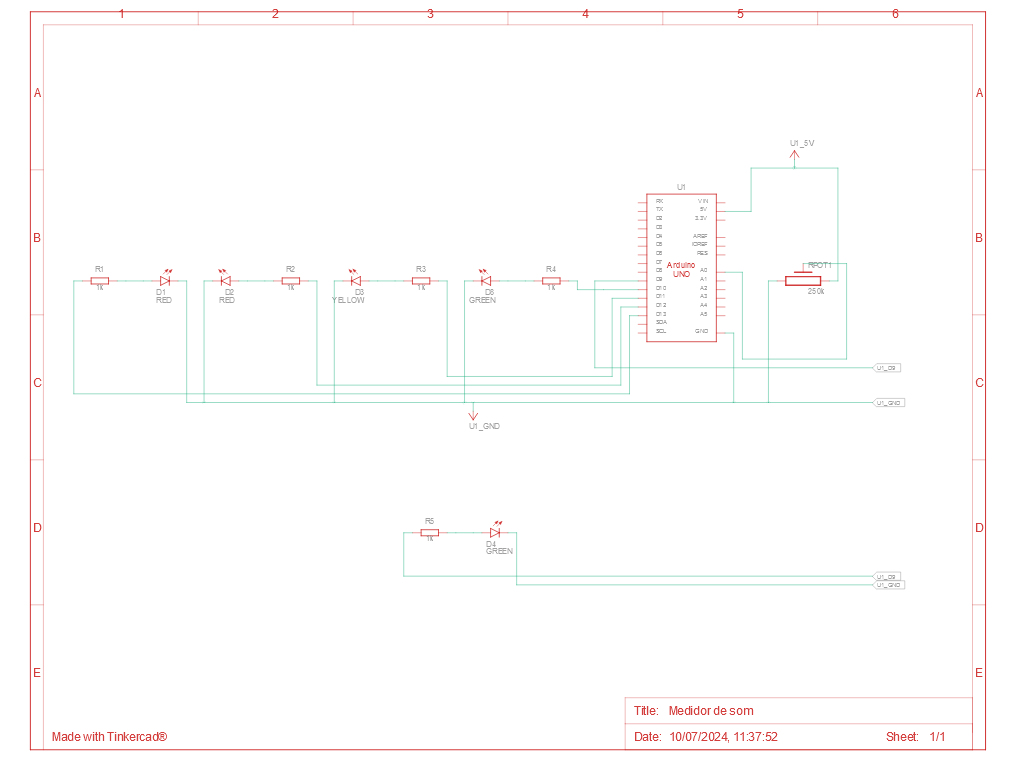 1 2 3 4 5 6
A A
U1_5V
U1
RX VIN
TX 5V
D2 3.3V
D3
D4 AREF
D5 IOREF
D6 RES
D7
D8 A0
D9 A1
D10 A2
D11 A3
D12 A4
D13 A5
SDA
SCL GND
Arduino
UNO
B B
R1 R2 R3 R4 RPOT1
1k 1k 1k 1k 250k
D1 D2 D3 D6
RED RED YELLOW GREEN
U1_D9
C C
U1_GND
U1_GND
R5
D D
1k
D4
GREEN
U1_D9
U1_GND
E E
Title: Medidor de som
Made with Tinkercad® Date: 10/07/2024, 11:37:52 Sheet: 1/1